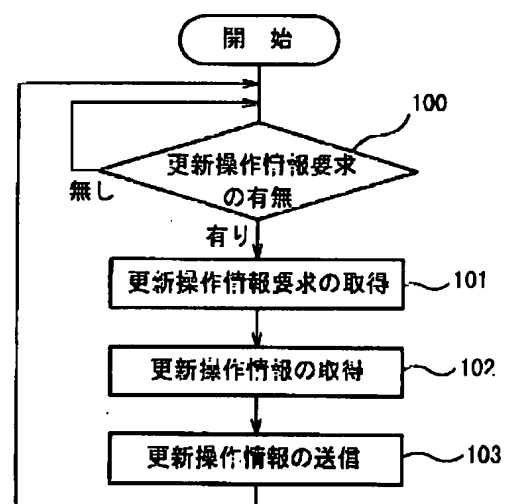 開 始
100
更新操作情報要求
の有無
無し
有り
更新操作情報要求の取得
101
更新操作情報の取得
102
更新操作情報の送信
103